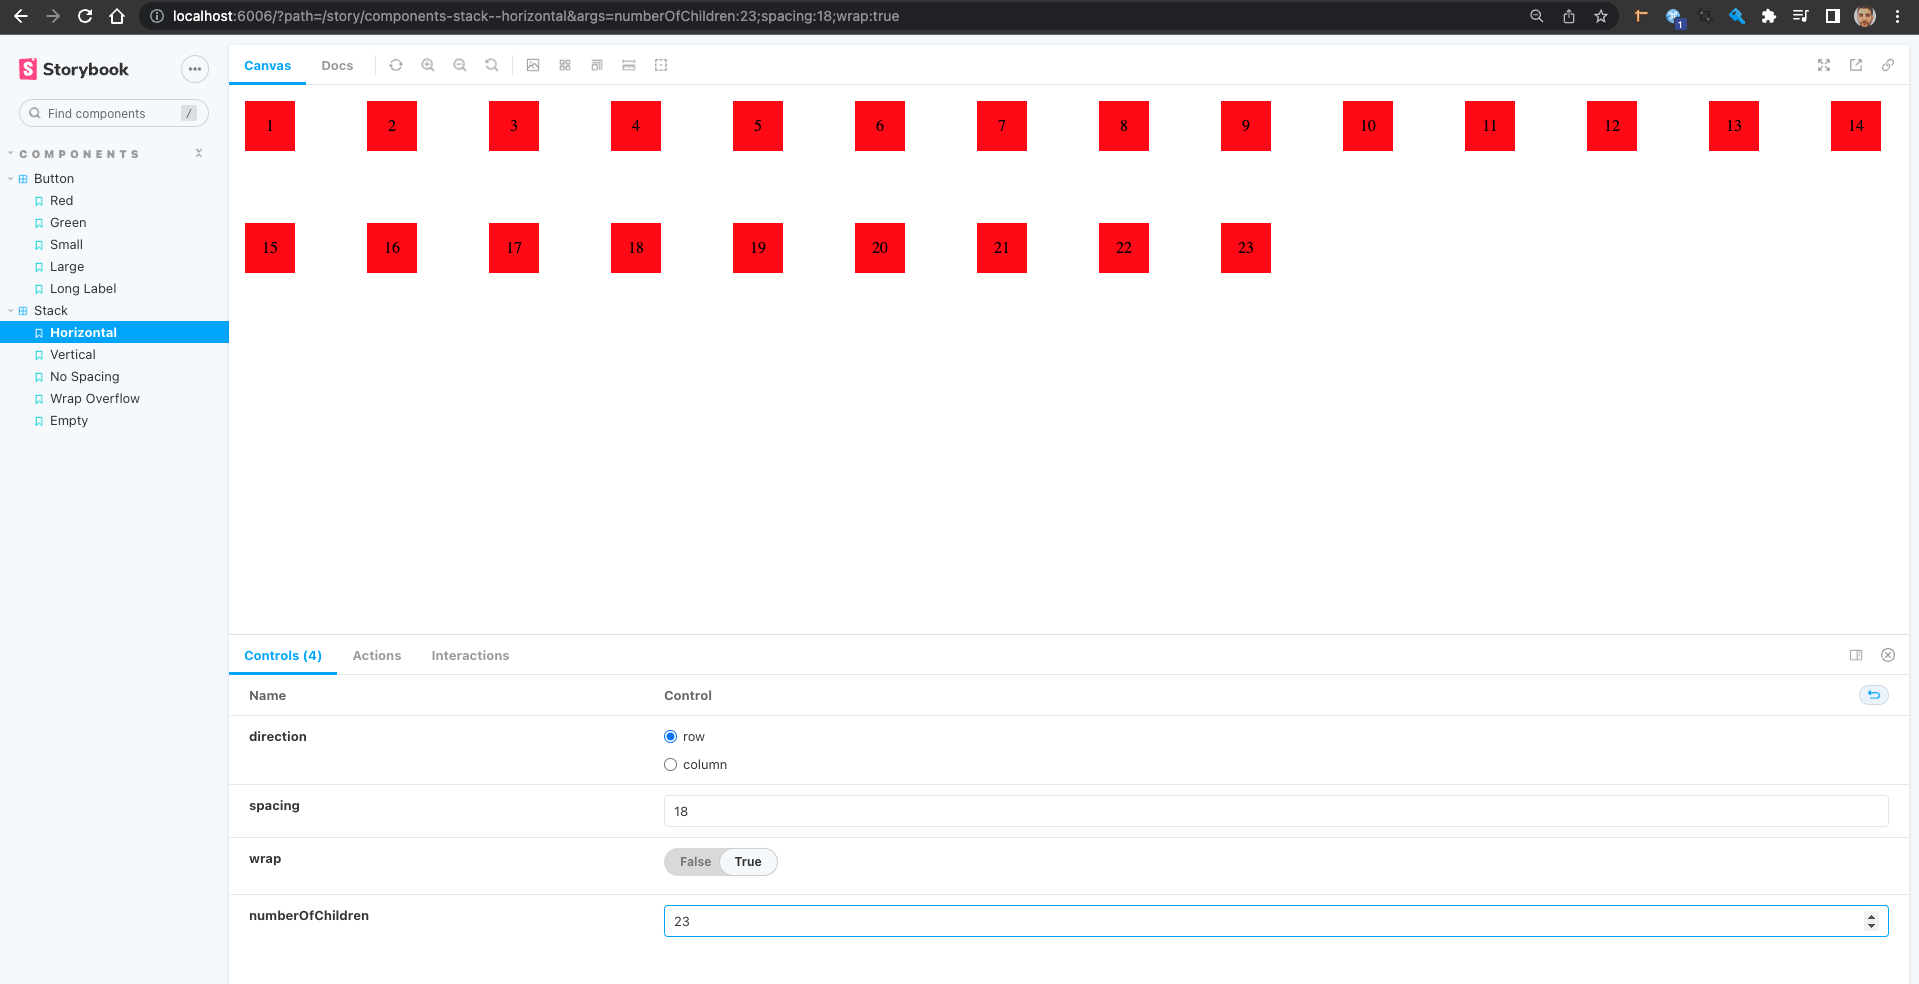 localhost:6006/?path=/story/components-stack--horizontal&args=numberOfChildren:23;spacing:18;wrap:true
1
S Storybook
Find components /
COMPONENTS
Button
Red
Green
Small
Large
Long Label
Stack
Horizontal
Vertical
No Spacing
Wrap Overflow
Empty
Canvas Docs
1 2 3 4 5 6 7 8 9 10 11 12 13 14
15 16 17 18 19 20 21 22 23
Controls (4) Actions Interactions
Name Control
direction row
column
spacing 18
wrap False True
numberOfChildren 23